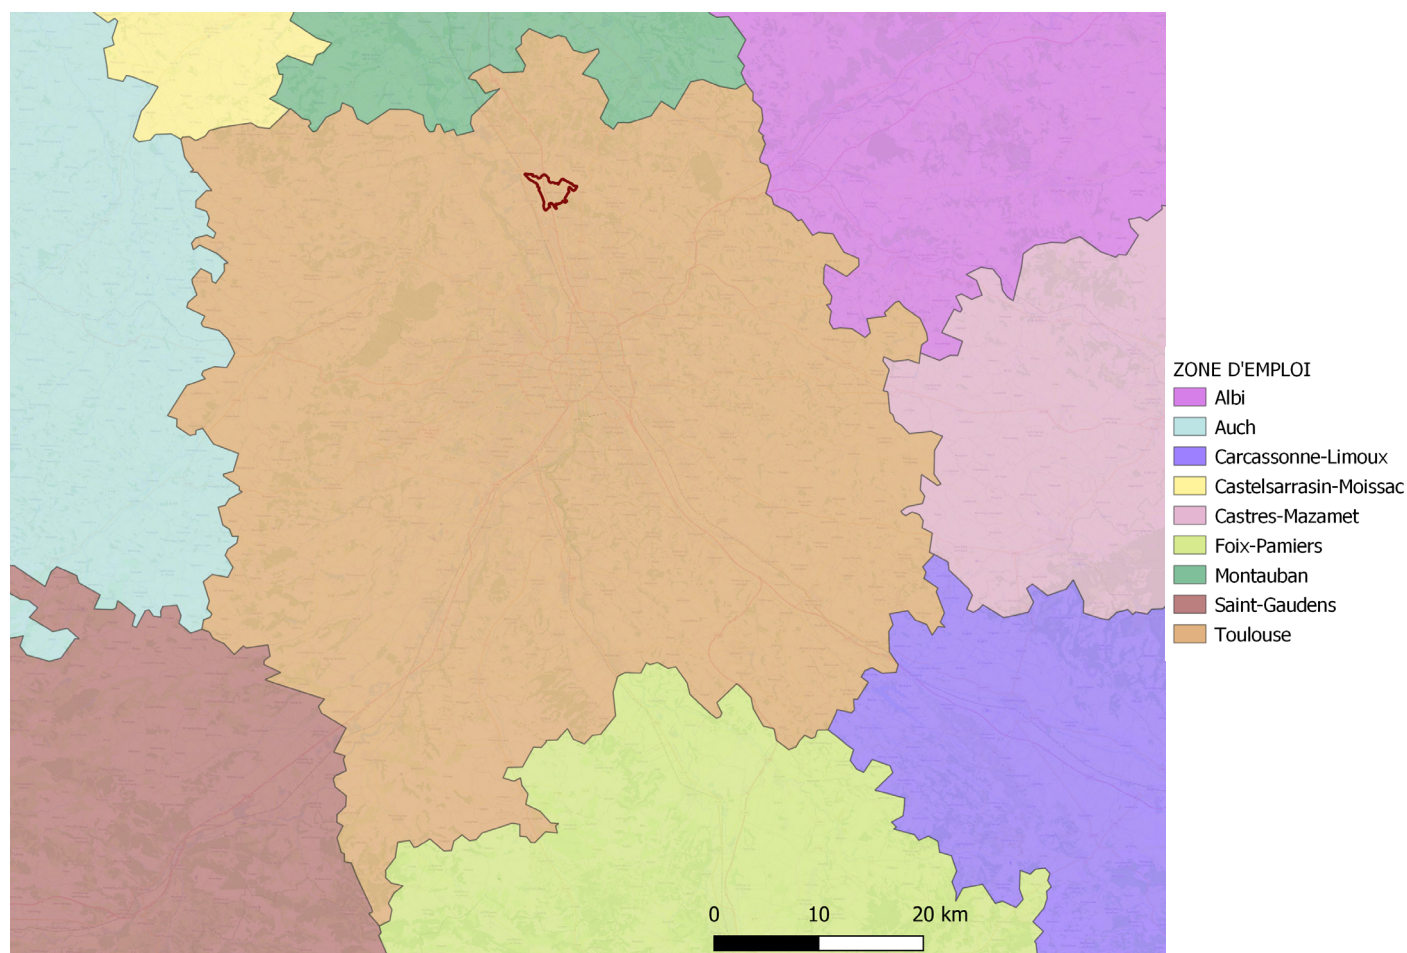 ZONE D'EMPLOI
Albi
Auch
Carcassonne-Limoux
Castelsarrasin-Moissac
Castres-Mazamet
Foix-Pamiers
Montauban
Saint-Gaudens
Toulouse
0 10 20 km